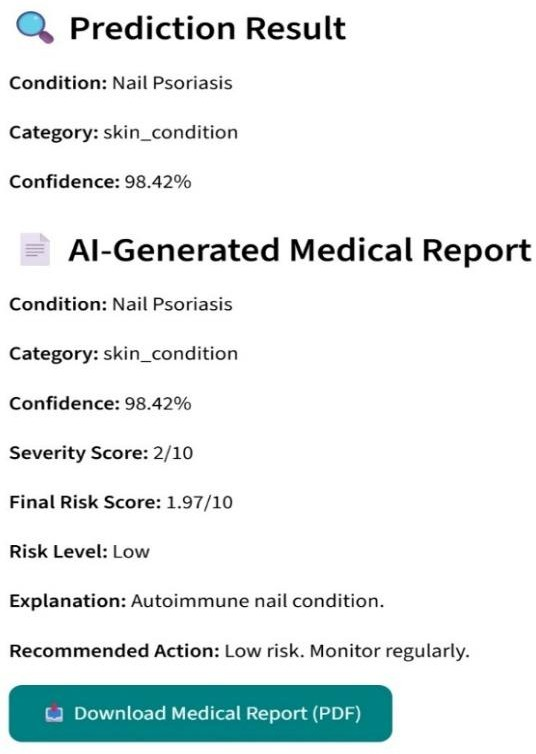 Prediction Result
Condition: Nail Psoriasis
Category: skin_condition
Confidence: 98.42%
AI-Generated Medical Report
Condition: Nail Psoriasis
Category: skin_condition
Confidence: 98.42%
Severity Score: 2/10
Final Risk Score: 1.97/10
Risk Level: Low
Explanation: Autoimmune nail condition.
Recommended Action: Low risk. Monitor regularly.
Download Medical Report (PDF)